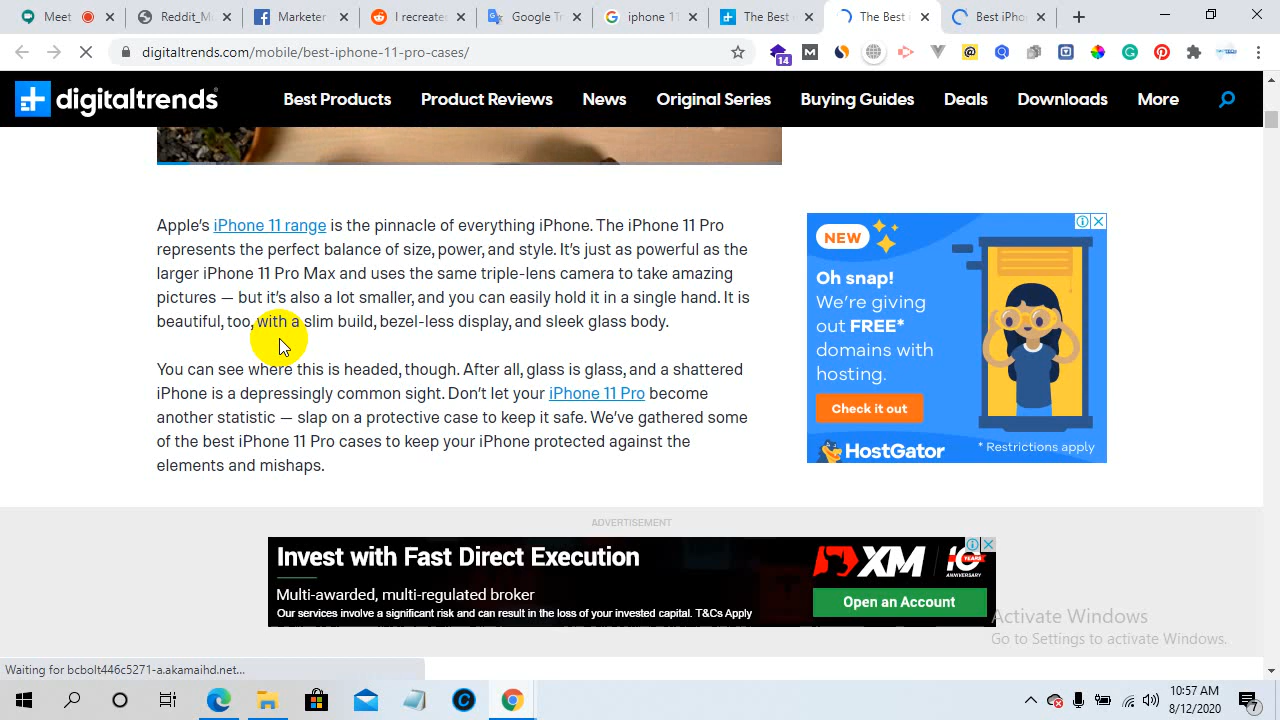 Meet
Reddit_M
Marketer
I recreate
Google Tr
iphone 11
The Best i
The Best i
Best iPho
digitaltrends.com/mobile/best-iphone-11-pro-cases/
14
digitaltrends
Best Products
Product Reviews
News
Original Series
Buying Guides
Deals
Downloads
More
Apple's iPhone 11 range is the pinnacle of everything iPhone. The iPhone 11 Pro
represents the perfect balance of size, power, and style. It's just as powerful as the
larger iPhone 11 Pro Max and uses the same triple-lens camera to take amazing
pictures — but it's also a lot smaller, and you can easily hold it in a single hand. It is
beautiful, too, with a slim build, bezel-less display, and sleek glass body.
You can see where this is headed, though. After all, glass is glass, and a shattered
iPhone is a depressingly common sight. Don't let your iPhone 11 Pro become
another statistic — slap on a protective case to keep it safe. We've gathered some
of the best iPhone 11 Pro cases to keep your iPhone protected against the
elements and mishaps.
NEW
Oh snap!
We're giving
out FREE*
domains with
hosting.
Check it out
HostGator
* Restrictions apply
ADVERTISEMENT
Invest with Fast Direct Execution
Multi-awarded, multi-regulated broker
Our services involve a significant risk and can result in the loss of your invested capital. T&Cs Apply
XM
10
YEARS
ANNIVERSARY
Open an Account
Activate Windows
Go to Settings to activate Windows.
Waiting for bcbolt446c5271-a.akamaihd.net...
10:57 AM
8/12/2020
7